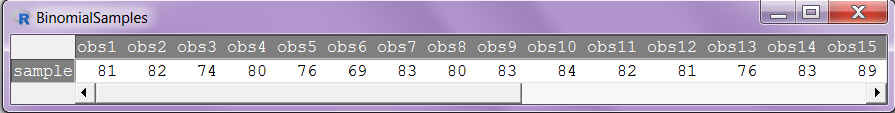 BinomialSamples
obs1 obs2 obs3 obs4 obs5 obs6 obs7 obs8 obs9 obs10 obs11 obs12 obs13 obs14 obs15
sample 81 82 74 80 76 69 83 80 83 84 82 81 76 83 89